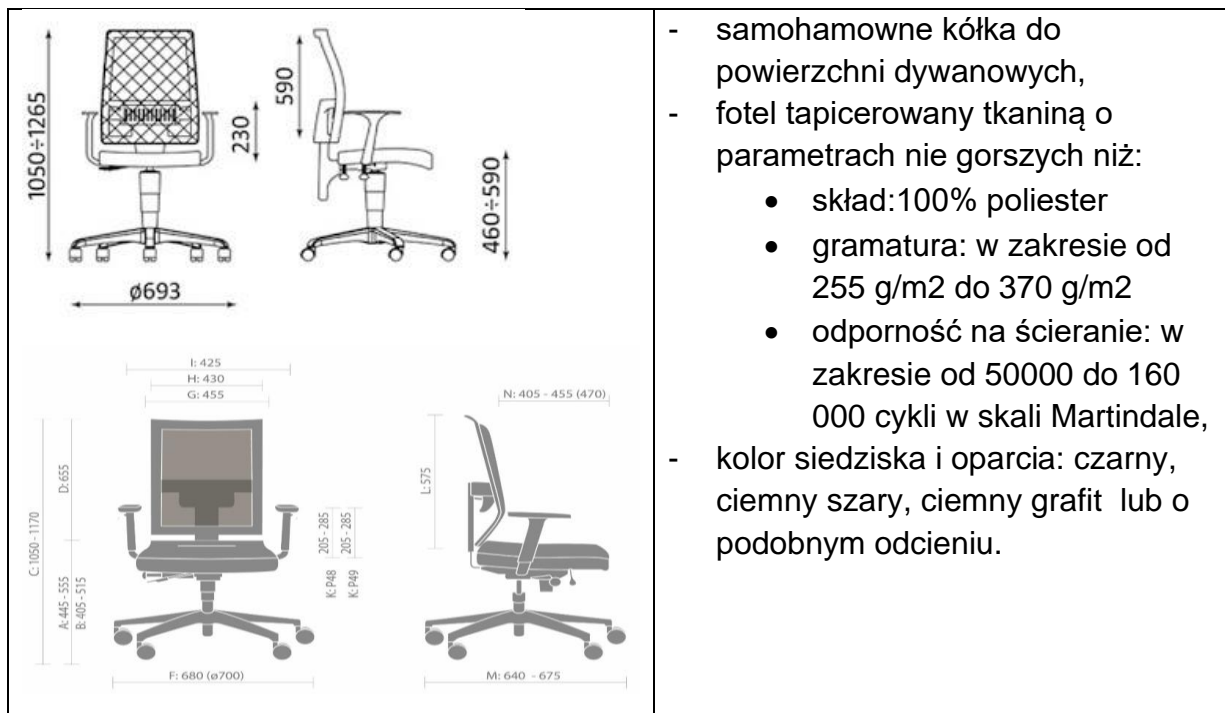 1050÷1265
230
590
460÷590
ø693
I: 425
H: 430
G: 455
N: 405 - 455 (470)
D: 655
C: 1050 - 1170
A: 445 - 555
B: 405 - 515
205 - 285
205 - 285
K: P48
K: P49
L: 575
F: 680 (ø700)
M: 640 - 675
- samohamowne kółka do
powierzchni dywanowych,
- fotel tapicerowany tkaniną o
parametrach nie gorszych niż:
• skład:100% poliester
• gramatura: w zakresie od
255 g/m2 do 370 g/m2
• odporność na ścieranie: w
zakresie od 50000 do 160
000 cykli w skali Martindale,
- kolor siedziska i oparcia: czarny,
ciemny szary, ciemny grafit lub o
podobnym odcieniu.